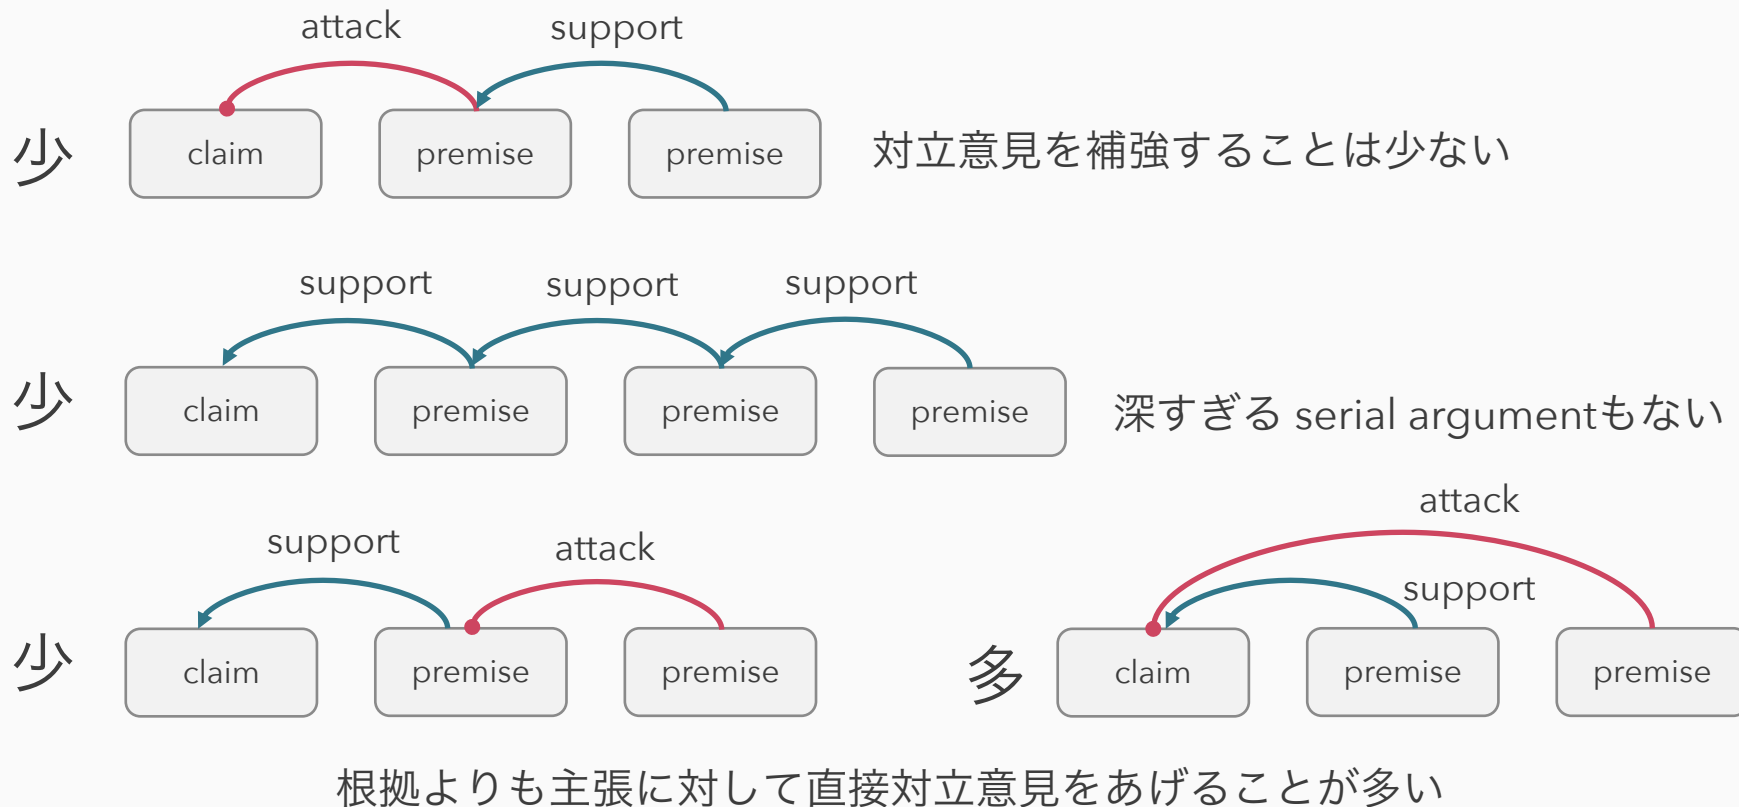 attack support
少 claim premise premise 対立意見を補強することは少ない
support support support
少 claim premise premise premise 深すぎる serial argumentもない
attack
support attack support
少 claim premise premise 多 claim premise premise
根拠よりも主張に対して直接対立意見をあげることが多い